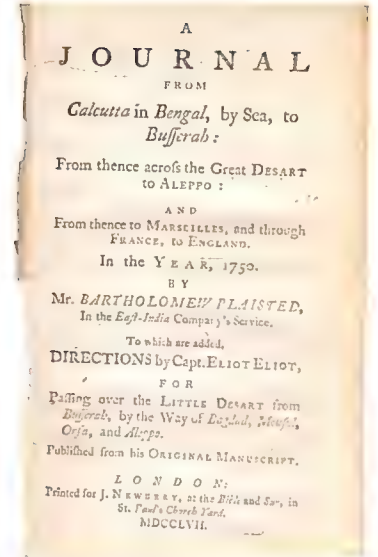 A
JOURNAL
FROM
Calcutta in Bengal, by Sea, to
Busserah:
From thence across the Great DESART
to ALEPPO:
AND
From thence to MARSEILLES, and through
FRANCE, to ENGLAND.
In the YEAR, 1750.
BY
Mr. BARTHOLOMEW PLAISTED,
In the East-India Company's Service.
To which are added,
DIRECTIONS by Capt. ELIOT ELIOT,
FOR
Passing over the LITTLE DESART from
Busserah, by the Way of Bagdad, Mousul,
Orfa, and Aleppo.
Published from his ORIGINAL MANUSCRIPT.
LONDON:
Printed for J. NEWBERY, at the Bible and Sun, in
St. Paul's Church Yard.
MDCCLVII.